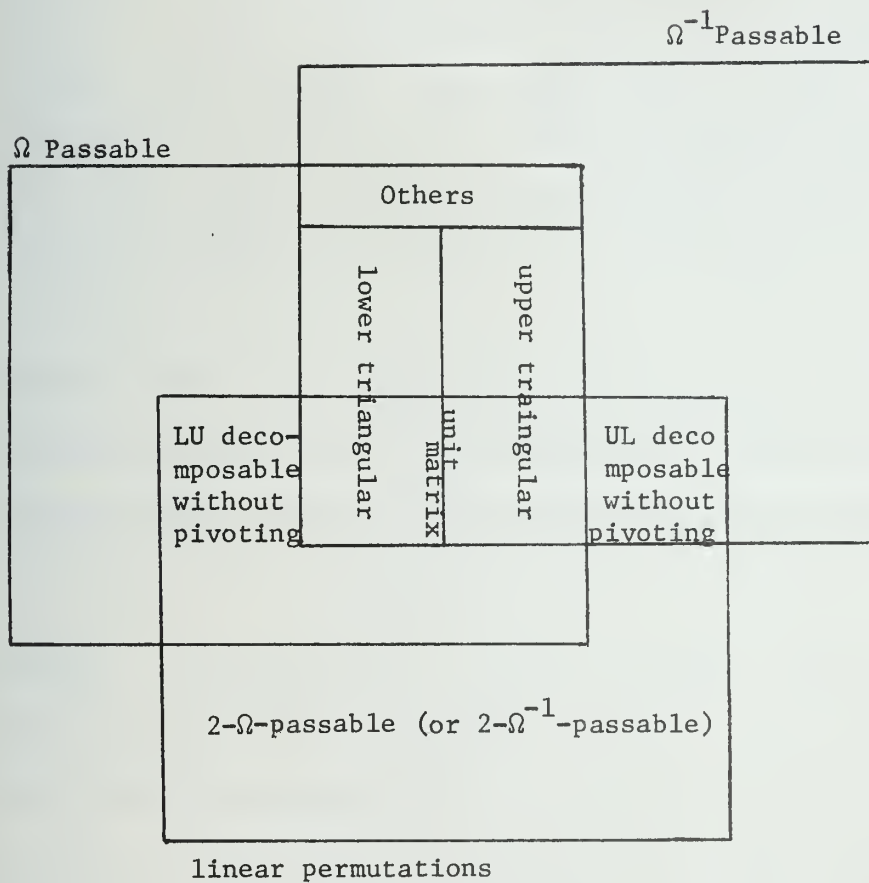 Ω⁻¹Passable
Ω Passable
Others
lower triangular
upper traingular
unit
matrix
LU deco-
mposable
without
pivoting
UL deco
mposable
without
pivoting
2-Ω-passable (or 2-Ω⁻¹-passable)
linear permutations